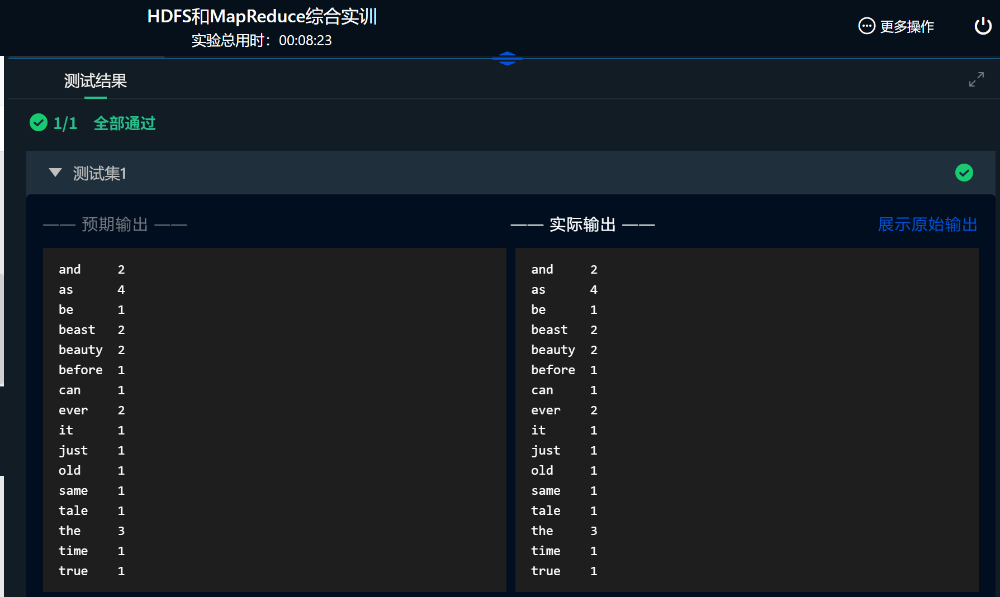 HDFS和MapReduce综合实训
实验总用时：00:08:23
更多操作
测试结果
1/1 全部通过
测试集1
—— 预期输出 ——
and 2
as 4
be 1
beast 2
beauty 2
before 1
can 1
ever 2
it 1
just 1
old 1
same 1
tale 1
the 3
time 1
true 1
—— 实际输出 ——
展示原始输出
and 2
as 4
be 1
beast 2
beauty 2
before 1
can 1
ever 2
it 1
just 1
old 1
same 1
tale 1
the 3
time 1
true 1